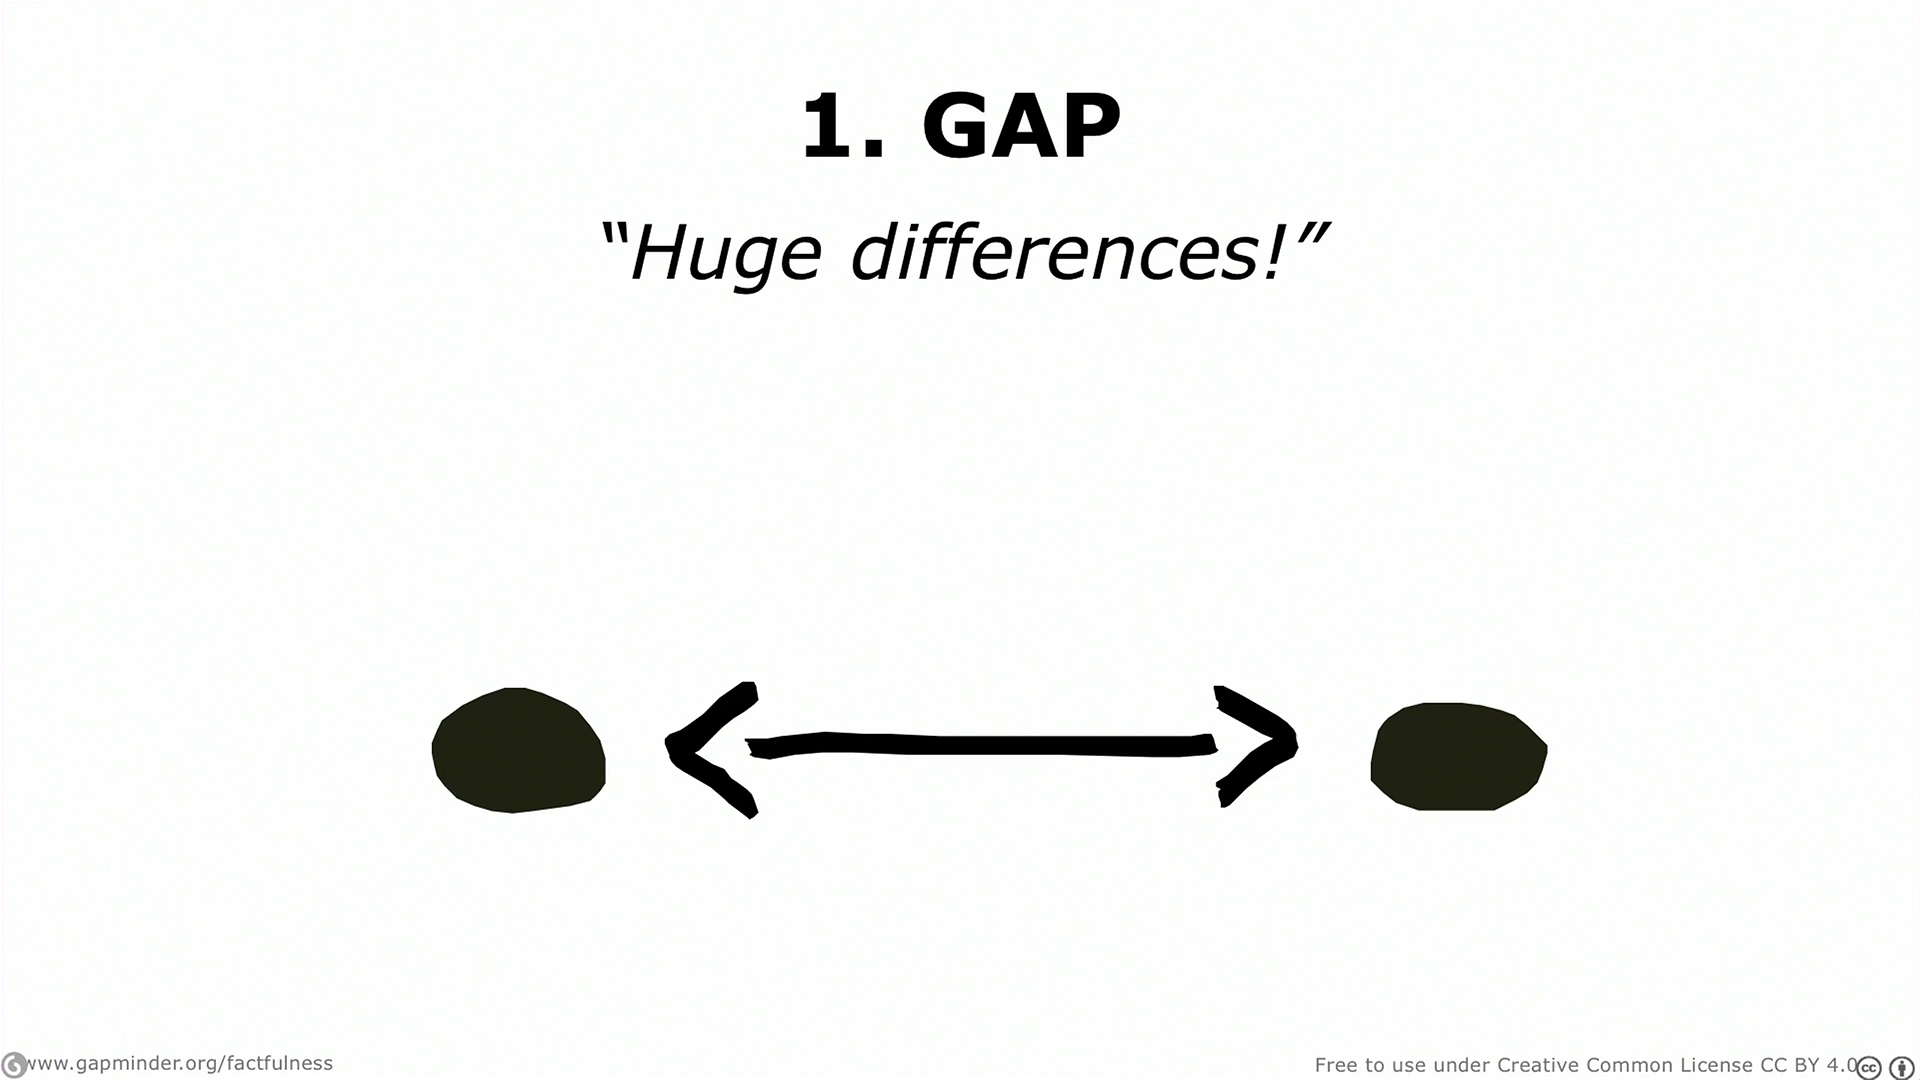 1. GAP
“Huge differences!”
www.gapminder.org/factfulness
Free to use under Creative Common License CC BY 4.0
cc